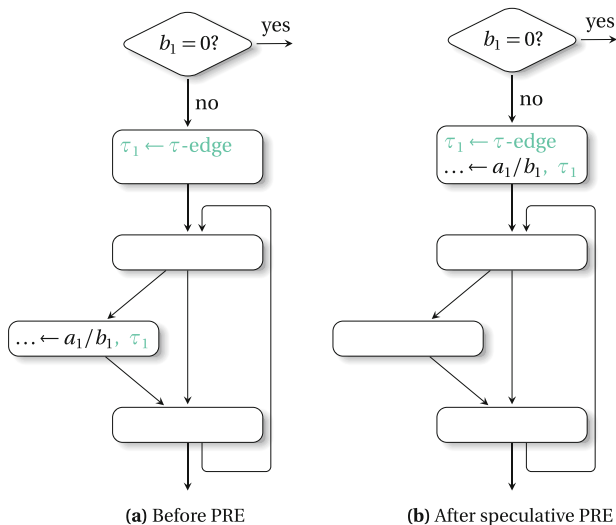 b₁ = 0?
yes
no
τ₁ ← τ-edge
… ← a₁/b₁, τ₁
(a) Before PRE
b₁ = 0?
yes
no
τ₁ ← τ-edge
… ← a₁/b₁, τ₁
(b) After speculative PRE